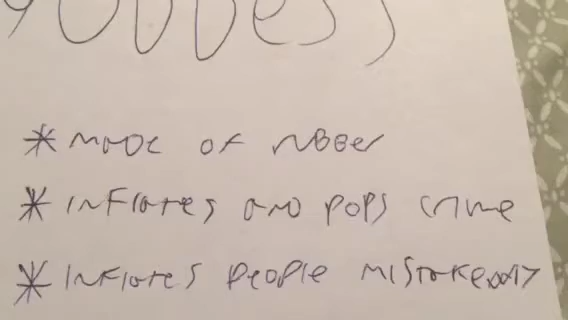 * MADE OF RUBBER
* INFLATES AND POPS CRIME
* INFLATES PEOPLE MISTAKENLY